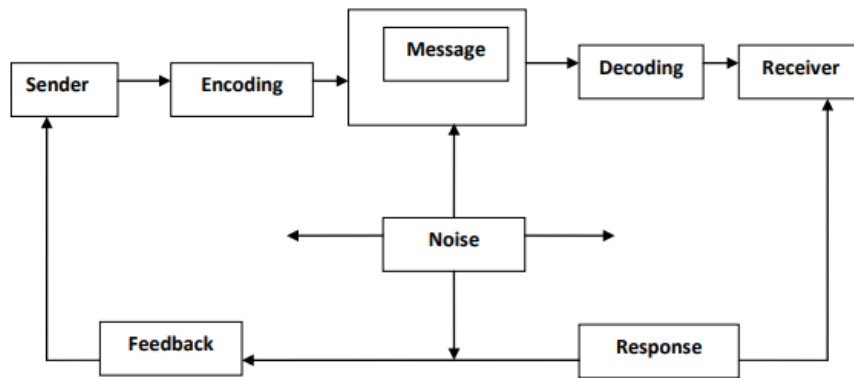 Message
Sender
Encoding
Decoding
Receiver
Noise
Feedback
Response